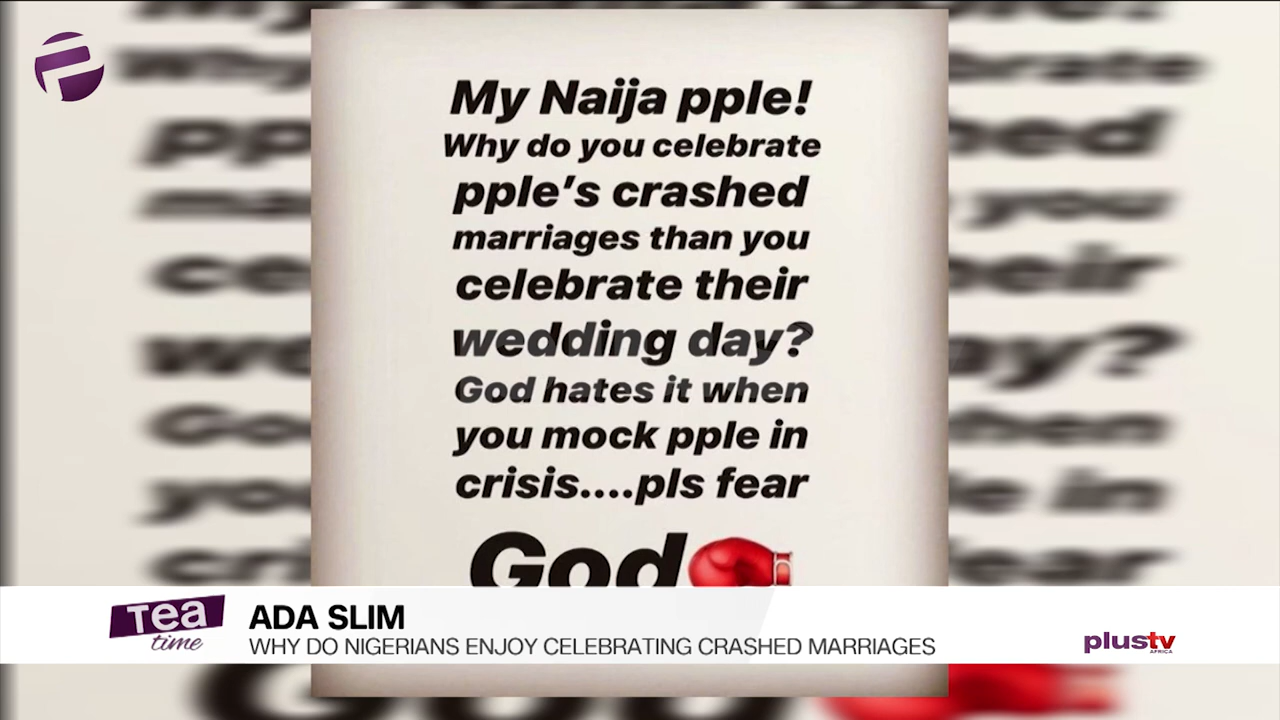 My Naija pple!
Why do you celebrate
pple's crashed
marriages than you
celebrate their
wedding day?
God hates it when
you mock pple in
crisis....pls fear
God
Tea
time
ADA SLIM
WHY DO NIGERIANS ENJOY CELEBRATING CRASHED MARRIAGES
plustv
AFRICA